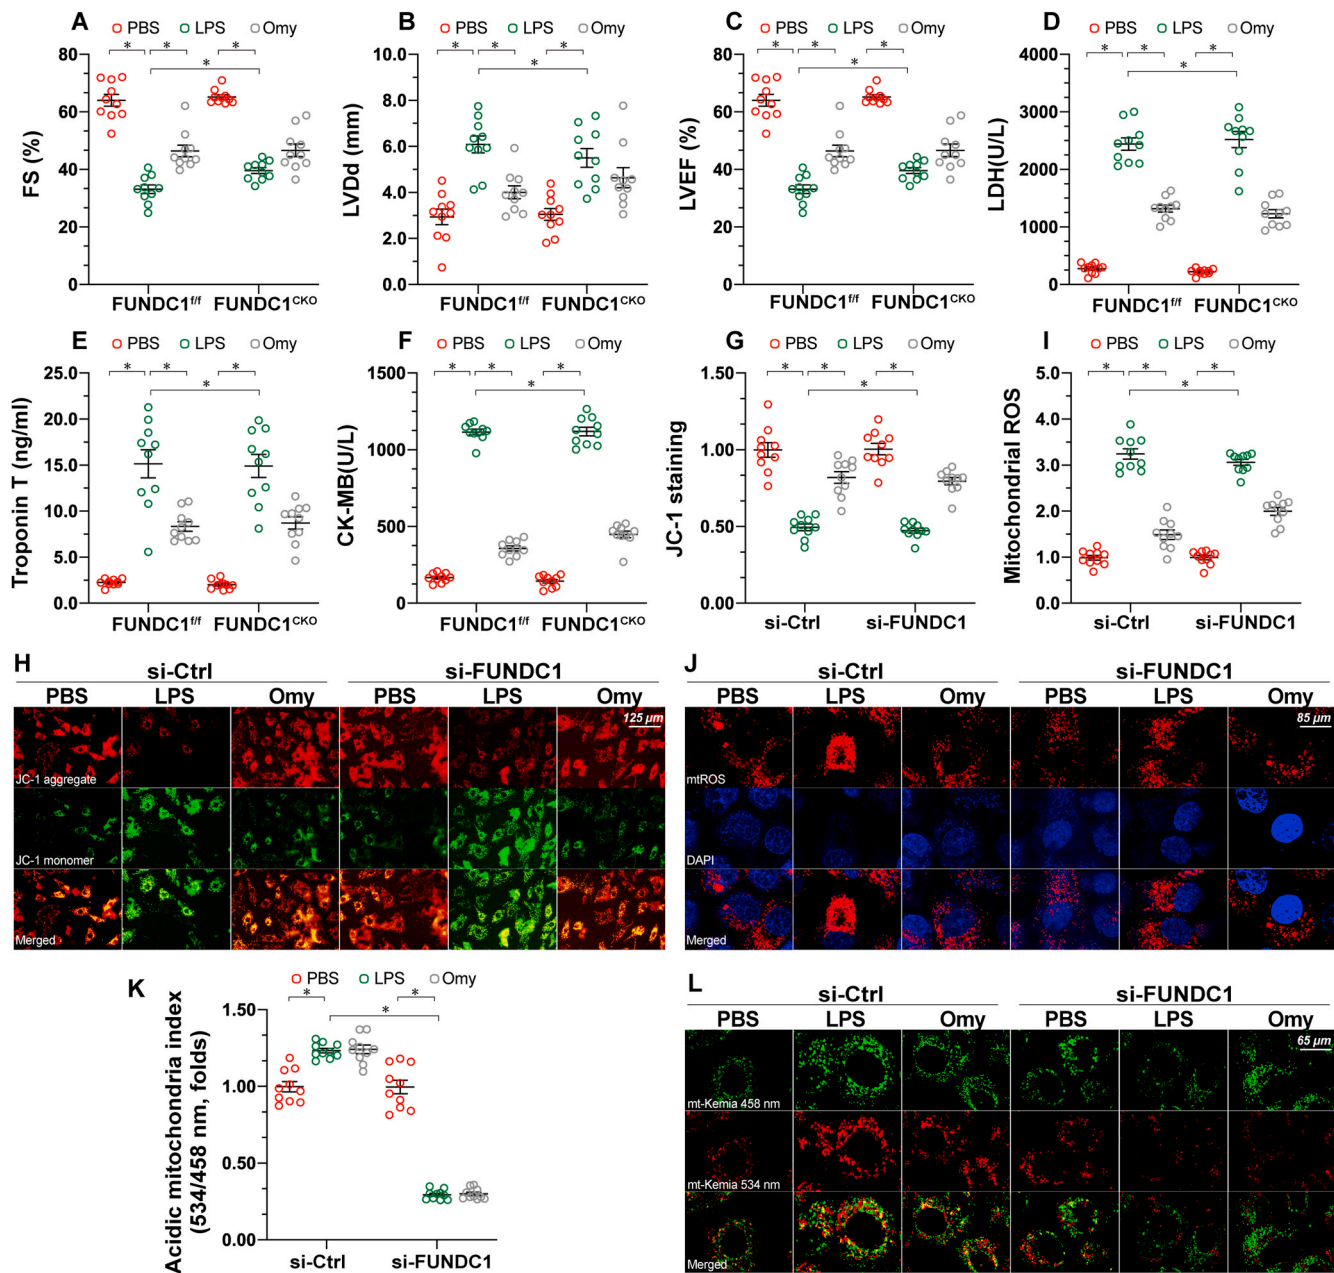 A
PBS LPS Omy
* * *
*
FS (%)
80
60
40
20
0
FUNDC1f/f FUNDC1CKO
B
PBS LPS Omy
* * *
*
LVDd (mm)
10
8.0
6.0
4.0
2.0
0.0
FUNDC1f/f FUNDC1CKO
C
PBS LPS Omy
* * *
*
LVEF (%)
80
60
40
20
0
FUNDC1f/f FUNDC1CKO
D
PBS LPS Omy
* * *
*
LDH(U/L)
4000
3000
2000
1000
0
FUNDC1f/f FUNDC1CKO
E
PBS LPS Omy
* * *
*
Troponin T (ng/ml)
25.0
20.0
15.0
10.0
5.0
0.0
FUNDC1f/f FUNDC1CKO
F
PBS LPS Omy
* * *
*
CK-MB(U/L)
1500
1000
500
0
FUNDC1f/f FUNDC1CKO
G
PBS LPS Omy
* * *
*
JC-1 staining
1.50
1.00
0.50
0.00
si-Ctrl si-FUNDC1
I
PBS LPS Omy
* * *
*
Mitochondrial ROS
5.0
4.0
3.0
2.0
1.0
0.0
si-Ctrl si-FUNDC1
H
si-Ctrl si-FUNDC1
PBS LPS Omy PBS LPS Omy
125 µm
JC-1 aggregate
JC-1 monomer
Merged
J
si-Ctrl si-FUNDC1
PBS LPS Omy PBS LPS Omy
85 µm
mtROS
DAPI
Merged
K
PBS LPS Omy
* *
*
Acidic mitochondria index
(534/458 nm, folds)
1.50
1.00
0.50
0.00
si-Ctrl si-FUNDC1
L
si-Ctrl si-FUNDC1
PBS LPS Omy PBS LPS Omy
65 µm
mt-Kemia 458 nm
mt-Kemia 534 nm
Merged